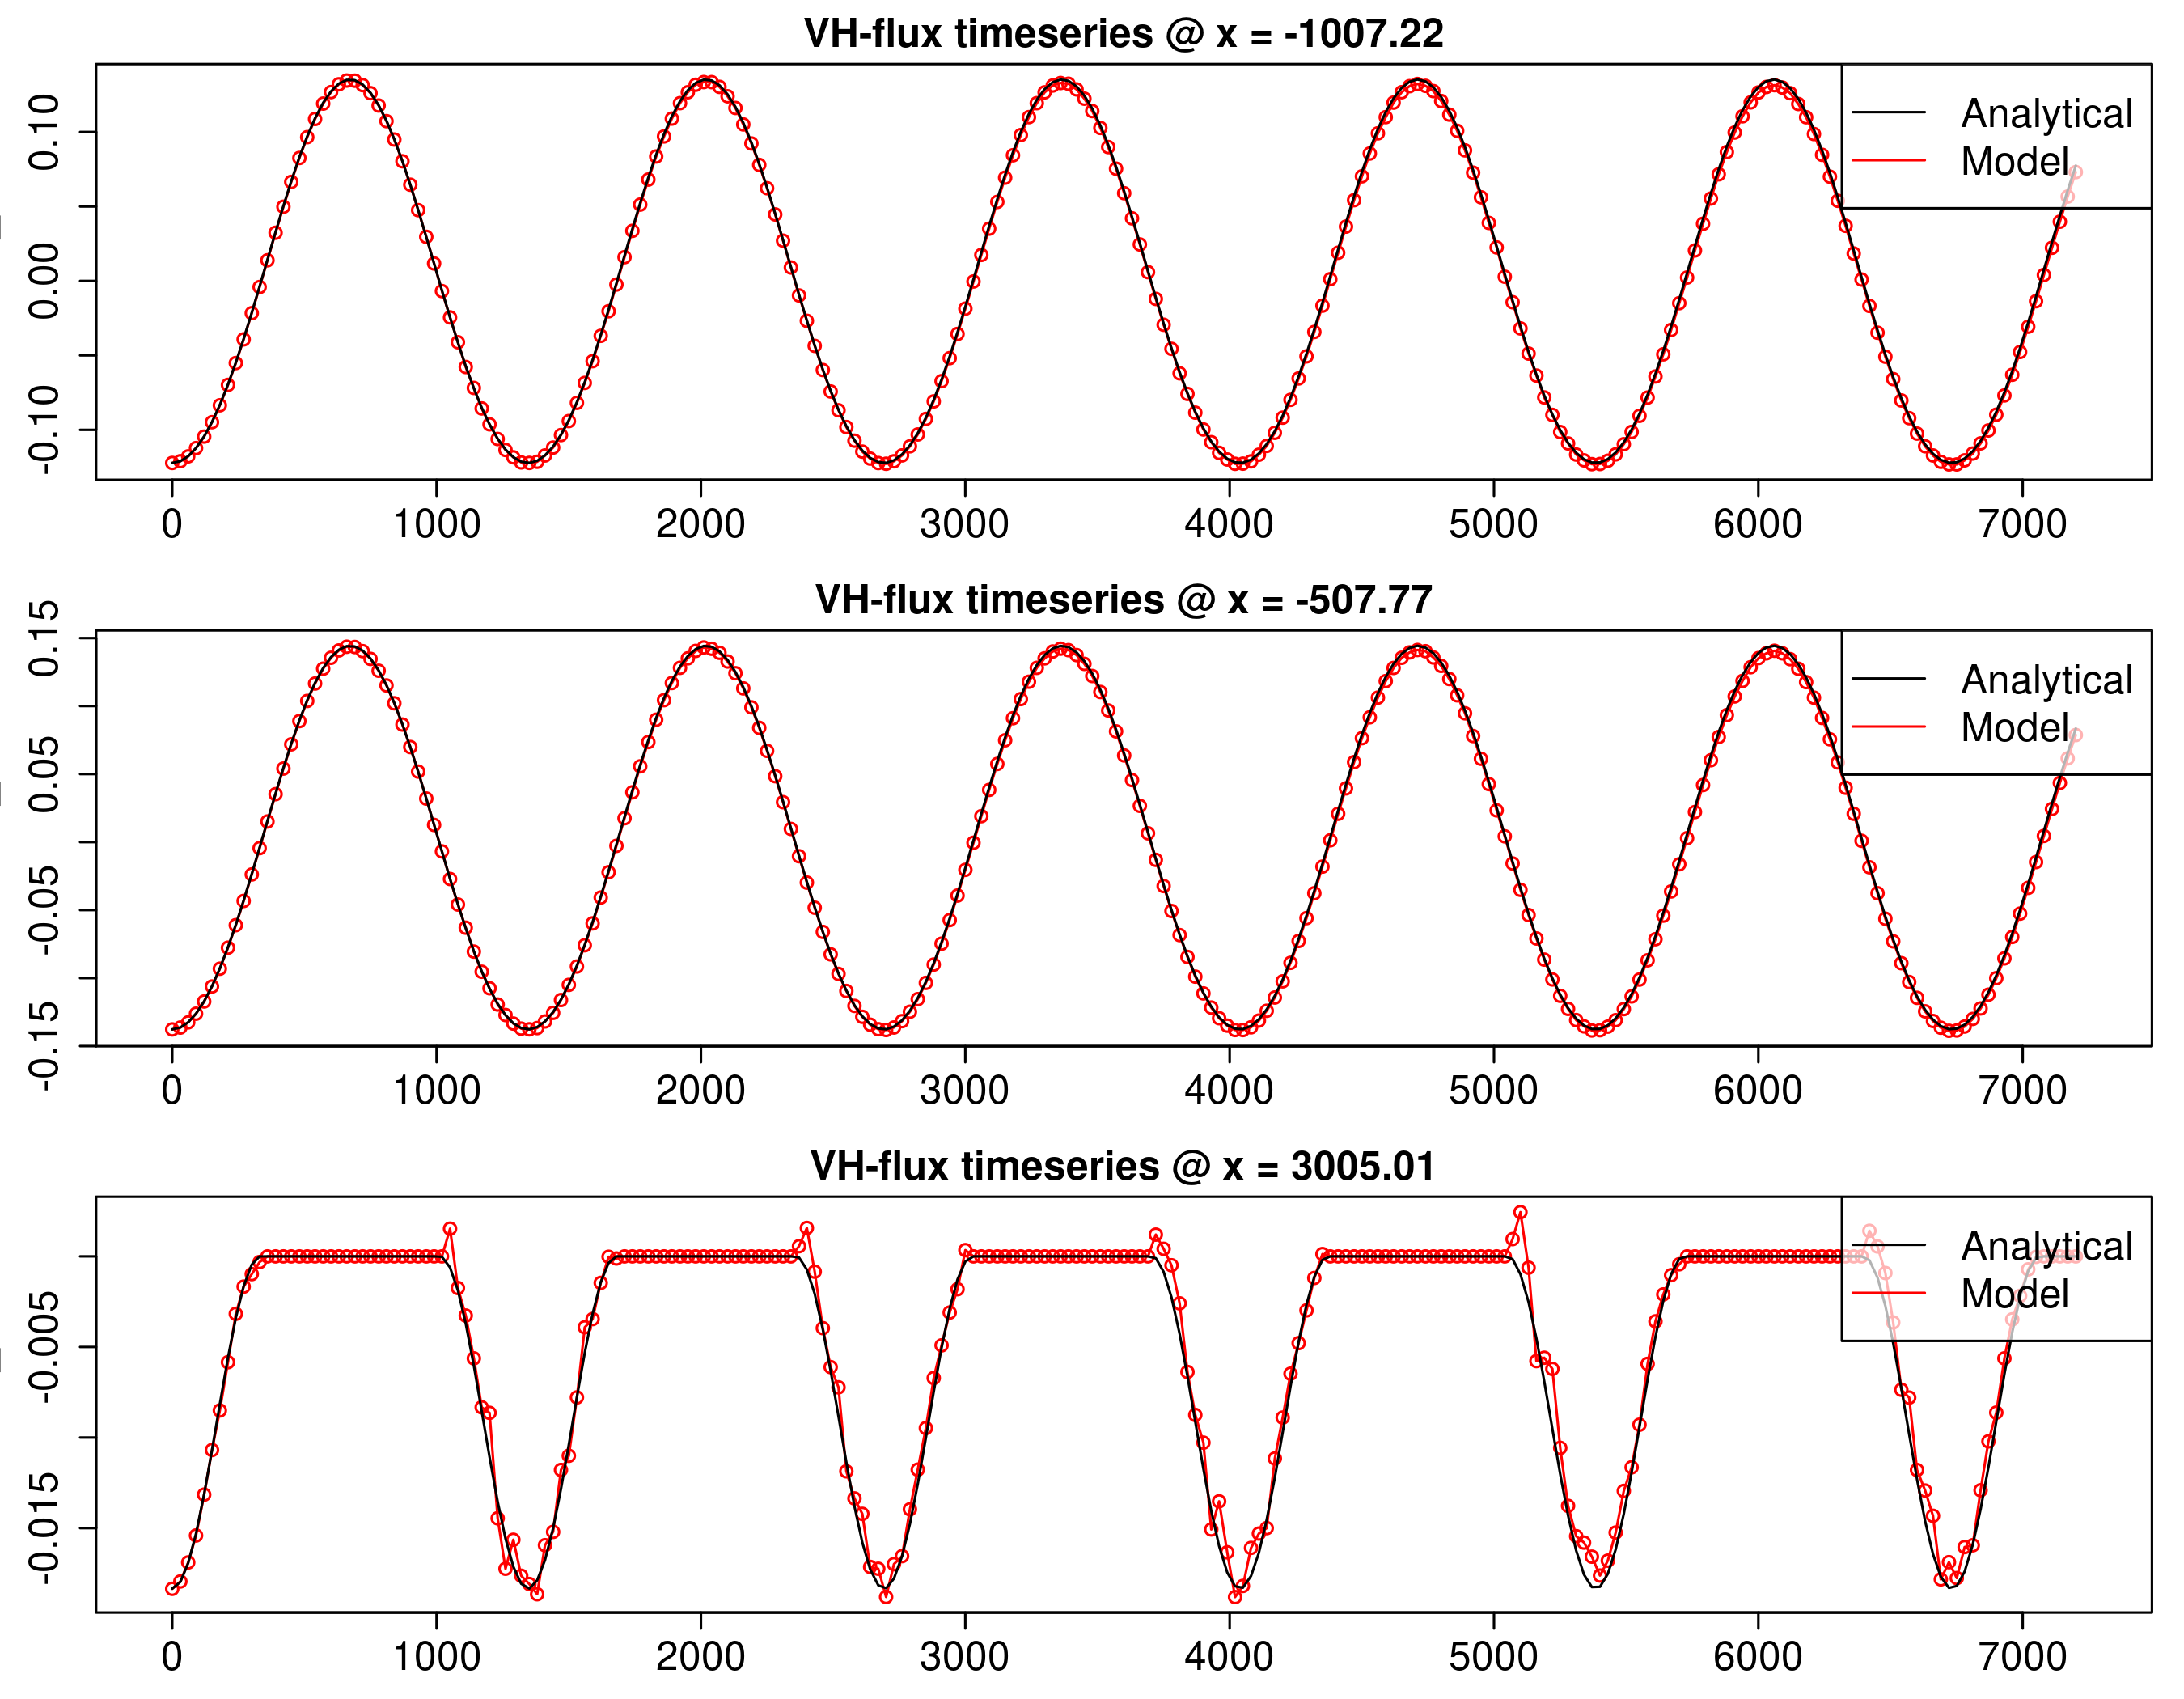 VH-flux timeseries @ x = -1007.22
0.10
0.00
-0.10
Analytical
Model
0 1000 2000 3000 4000 5000 6000 7000
VH-flux timeseries @ x = -507.77
0.15
0.05
-0.05
-0.15
Analytical
Model
0 1000 2000 3000 4000 5000 6000 7000
VH-flux timeseries @ x = 3005.01
-0.005
-0.015
Analytical
Model
0 1000 2000 3000 4000 5000 6000 7000